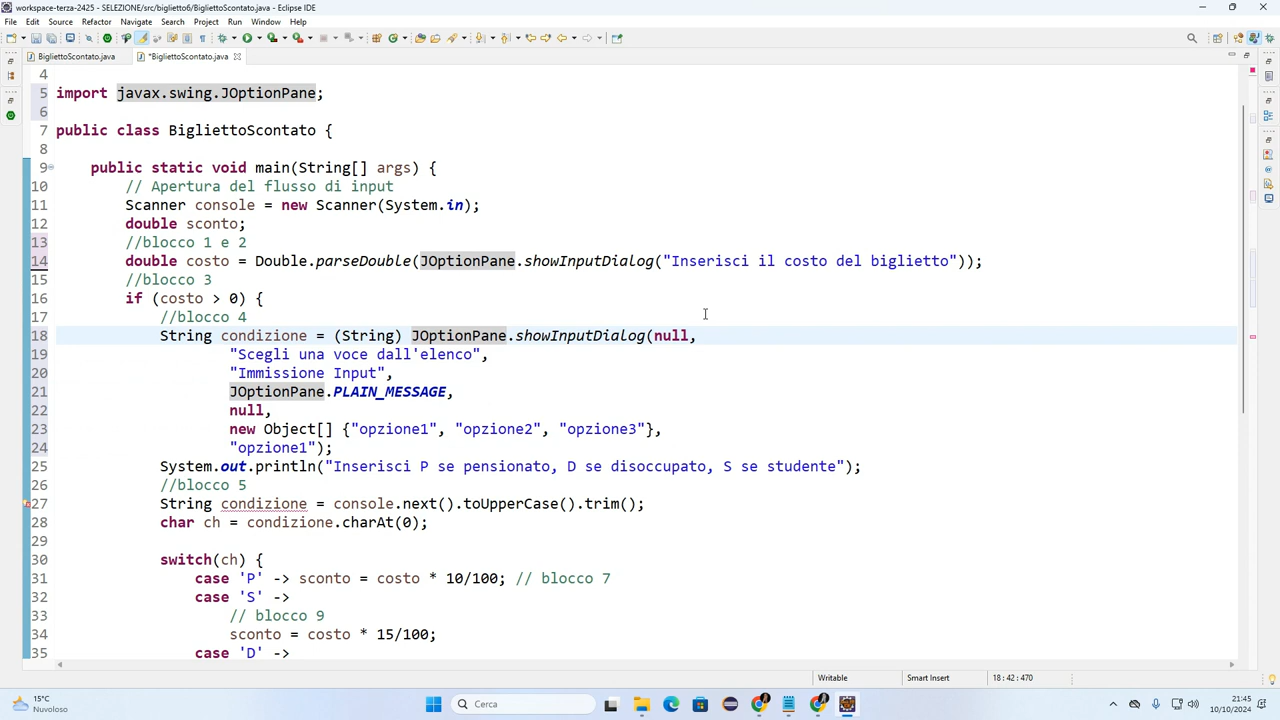 workspace-terza-2425 - SELEZIONE/src/biglietto6/BigliettoScontato.java - Eclipse IDE
File Edit Source Refactor Navigate Search Project Run Window Help
BigliettoScontato.java *BigliettoScontato.java
4
5 import javax.swing.JOptionPane;
6
7 public class BigliettoScontato {
8
9 public static void main(String[] args) {
10 // Apertura del flusso di input
11 Scanner console = new Scanner(System.in);
12 double sconto;
13 //blocco 1 e 2
14 double costo = Double.parseDouble(JOptionPane.showInputDialog("Inserisci il costo del biglietto"));
15 //blocco 3
16 if (costo > 0) {
17 //blocco 4
18 String condizione = (String) JOptionPane.showInputDialog(null,
19 "Scegli una voce dall'elenco",
20 "Immissione Input",
21 JOptionPane.PLAIN_MESSAGE,
22 null,
23 new Object[] {"opzione1", "opzione2", "opzione3"},
24 "opzione1");
25 System.out.println("Inserisci P se pensionato, D se disoccupato, S se studente");
26 //blocco 5
27 String condizione = console.next().toUpperCase().trim();
28 char ch = condizione.charAt(0);
30 switch(ch) {
31 case 'P' -> sconto = costo * 10/100; // blocco 7
32 case 'S' ->
33 // blocco 9
34 sconto = costo * 15/100;
35 case 'D' ->
Writable Smart Insert 18 : 42 : 470
15°C
Nuvoloso
Cerca
21:45
10/10/2024